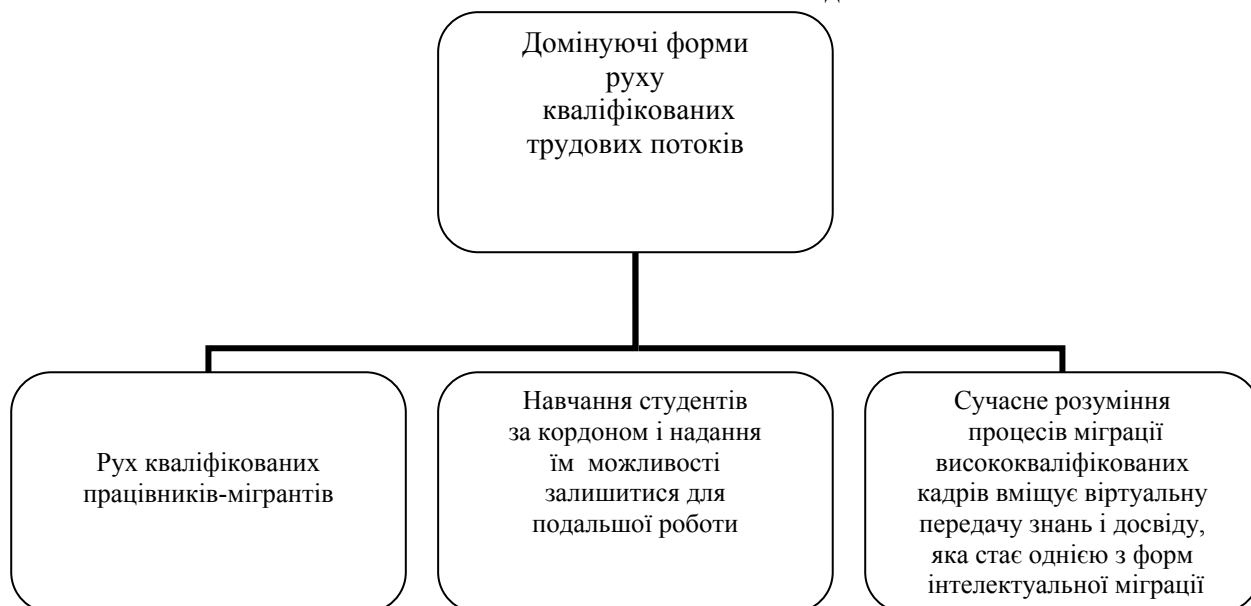 Домінуючі форми
руху
кваліфікованих
трудових потоків
Рух кваліфікованих
працівників-мігрантів
Навчання студентів
за кордоном і надання
їм можливості
залишитися для
подальшої роботи
Сучасне розуміння
процесів міграції
висококваліфікованих
кадрів вміщує віртуальну
передачу знань і досвіду,
яка стає однією з форм
інтелектуальної міграції